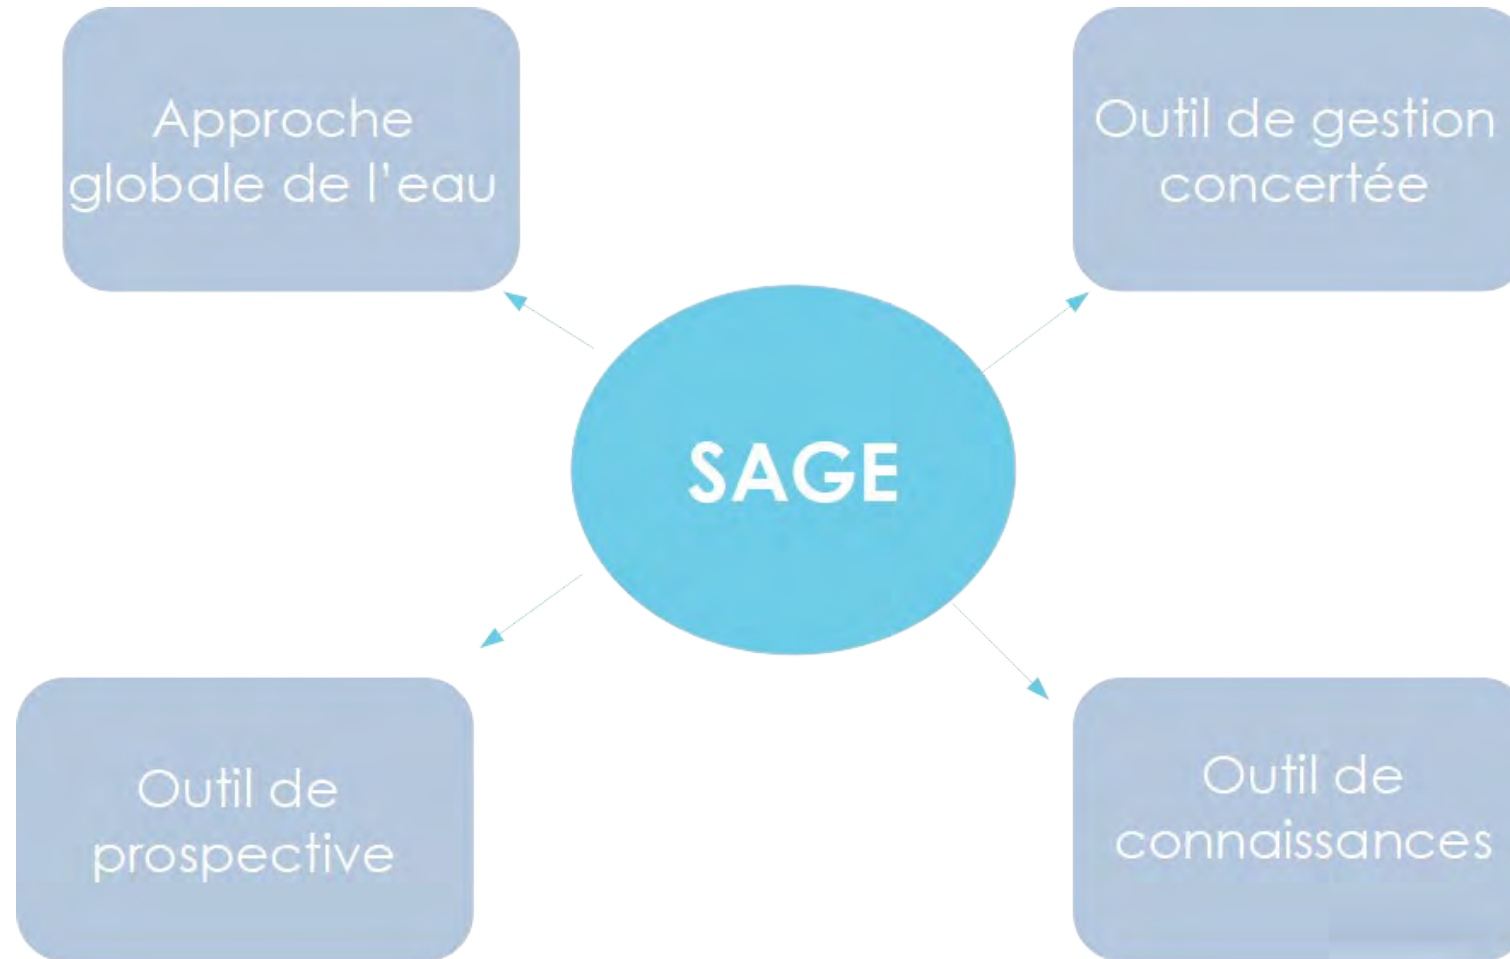 Approche
globale de l'eau
Outil de gestion
concertée
SAGE
Outil de
prospective
Outil de
connaissances